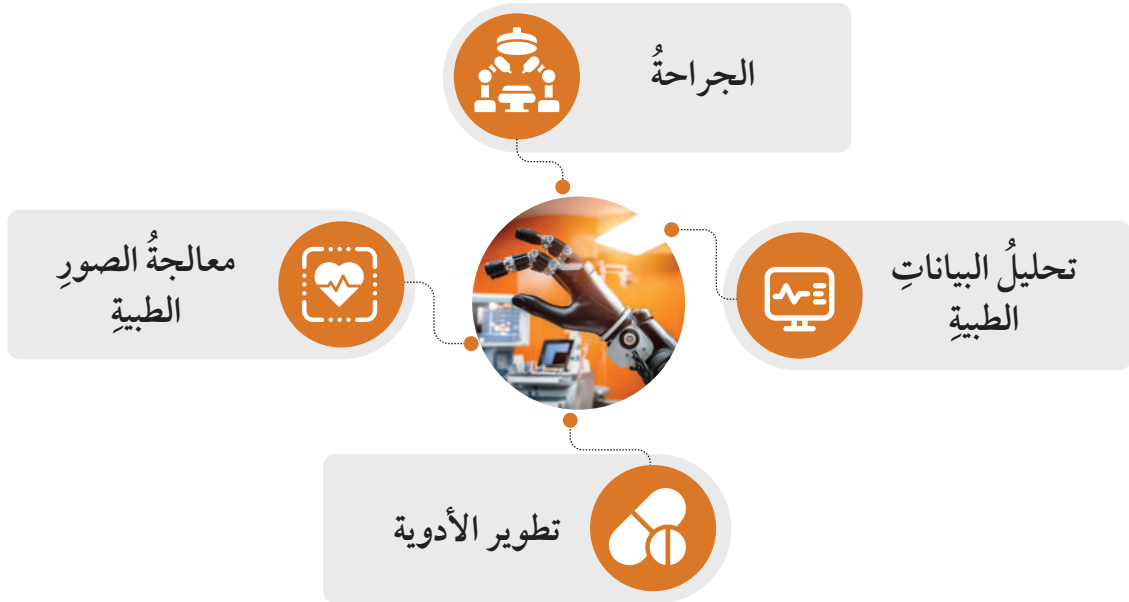 الجراحةُ
تحليلُ البياناتِ
الطبيةِ
معالجةُ الصورِ
الطبيةِ
تطوير الأدوية